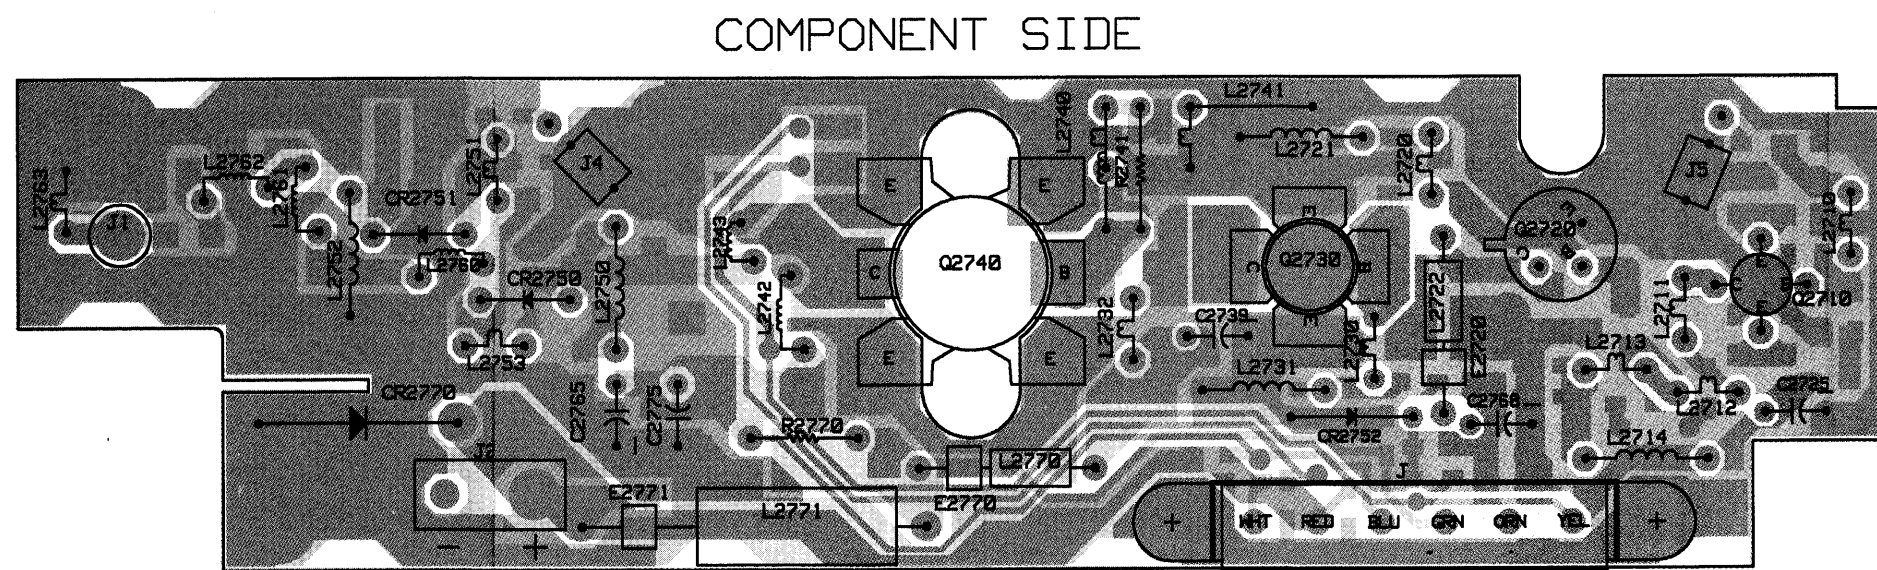 COMPONENT SIDE
L2740
L2741
L2763
L2762
L2761
L2751
J4
E
E
R2741
L2721
L2720
J5
J1
CR2751
L2752
L2760
L2743
E
Q2720
L2710
CR2750
L2750
C
Q2740
B
C
Q2730
B
E
C
E
B
Q2710
L2742
L2732
C2739
E
L2730
L2722
L2711
L2753
E
E
L2713
E2720
CR2770
C2765
C2775
L2731
L2712
C2725
R2770
CR2752
C2768
J2
L2770
J
L2714
E2771
L2771
E2770
- +
+ WHT RED BLU GRN ORN YEL +